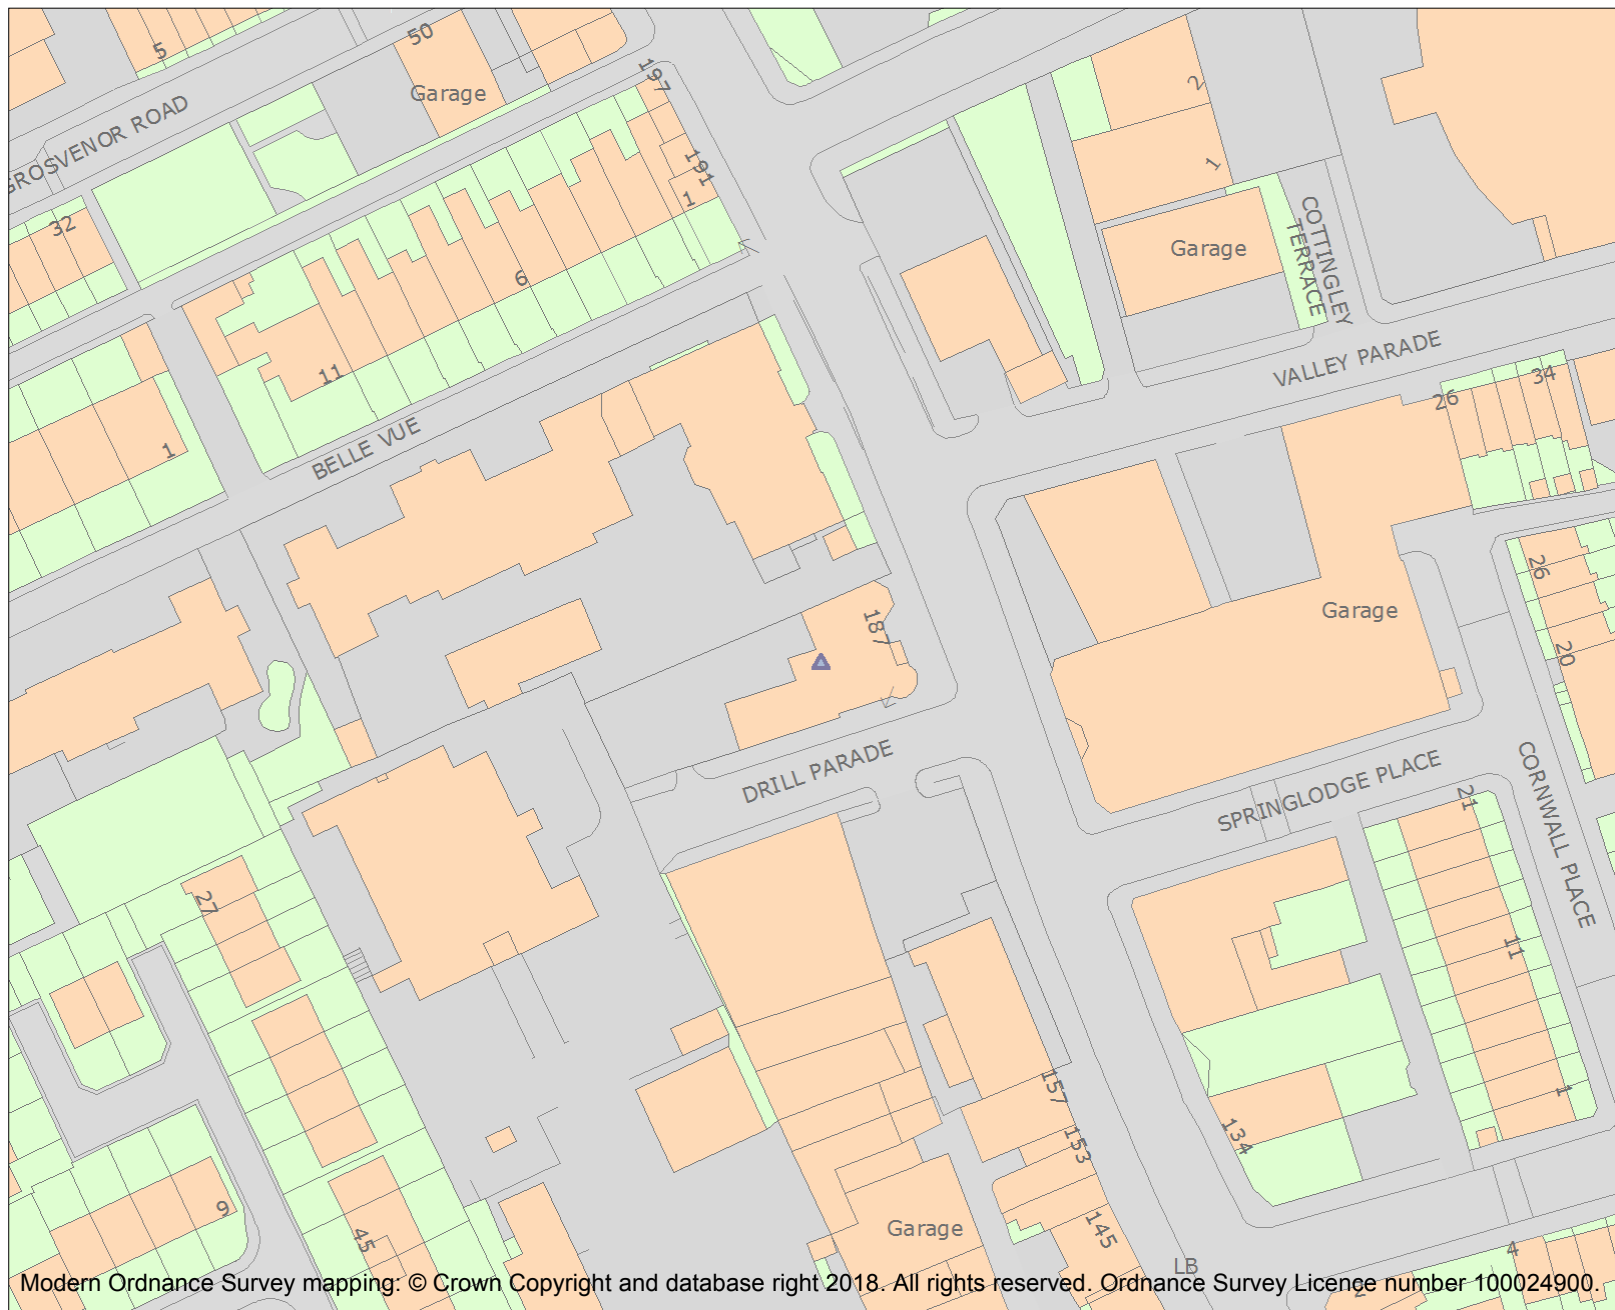 5
50
Garage
197
GROSVENOR ROAD
2
191
1
1
32
COTTINGLEY
TERRACE
Garage
6
VALLEY PARADE
11
34
26
BELLE VUE
1
26
Garage
187
20
DRILL PARADE
SPRINGLODGE PLACE
21
CORNWALL PLACE
27
11
157
1
134
153
9
45
145
Garage
4
LB
2
Modern Ordnance Survey mapping: © Crown Copyright and database right 2018. All rights reserved. Ordnance Survey Licence number 100024900.